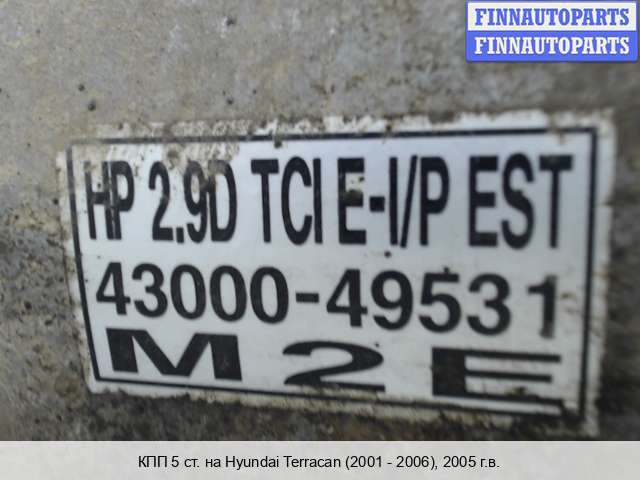 FINNAUTOPARTS
FINNAUTOPARTS
HP 2.9D TCI E-I/P EST
43000-49531
M2E
КПП 5 ст. на Hyundai Terracan (2001 - 2006), 2005 г.в.